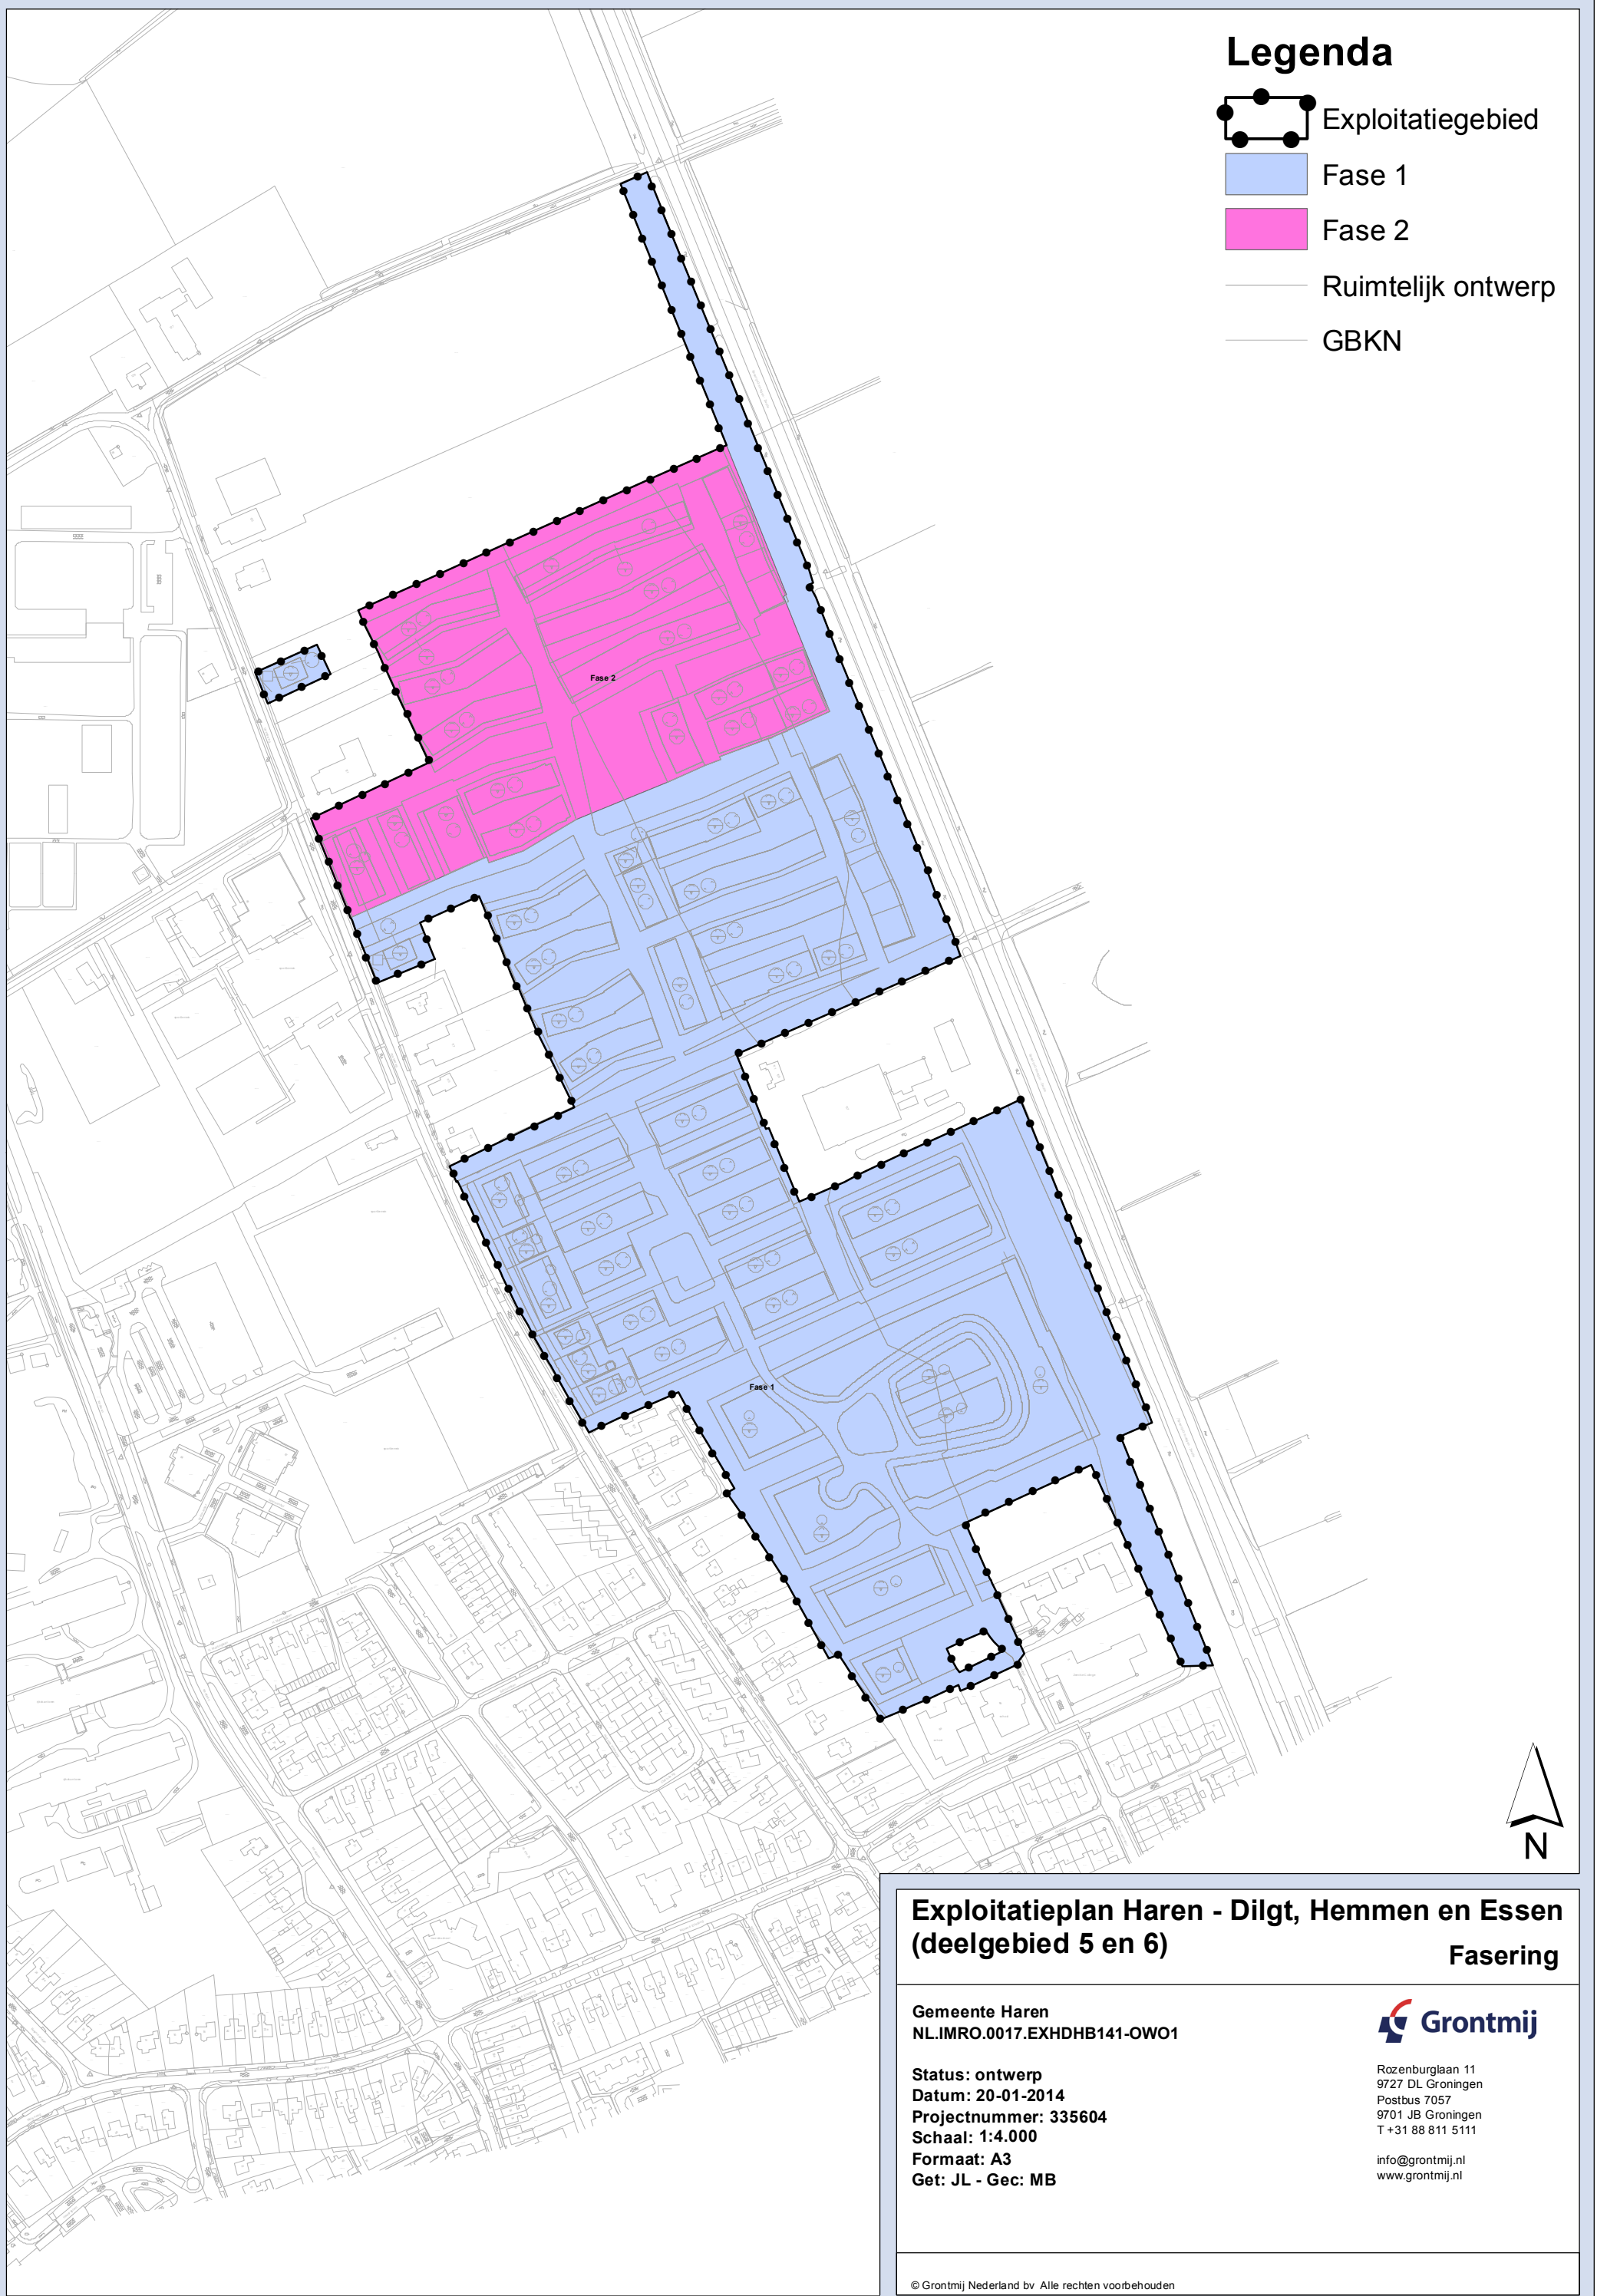 Legenda
Exploitatiegebied
Fase 1
Fase 2
Ruimtelijk ontwerp
GBKN
Fase 2
Fase 1
N
Exploitatieplan Haren - Dilgt, Hemmen en Essen
(deelgebied 5 en 6)
Fasering
Gemeente Haren
NL.IMRO.0017.EXHDHB141-OWO1
Status: ontwerp
Datum: 20-01-2014
Projectnummer: 335604
Schaal: 1:4.000
Formaat: A3
Get: JL - Gec: MB
Grontmij
Rozenburglaan 11
9727 DL Groningen
Postbus 7057
9701 JB Groningen
T +31 88 811 5111
info@grontmij.nl
www.grontmij.nl
© Grontmij Nederland bv Alle rechten voorbehouden